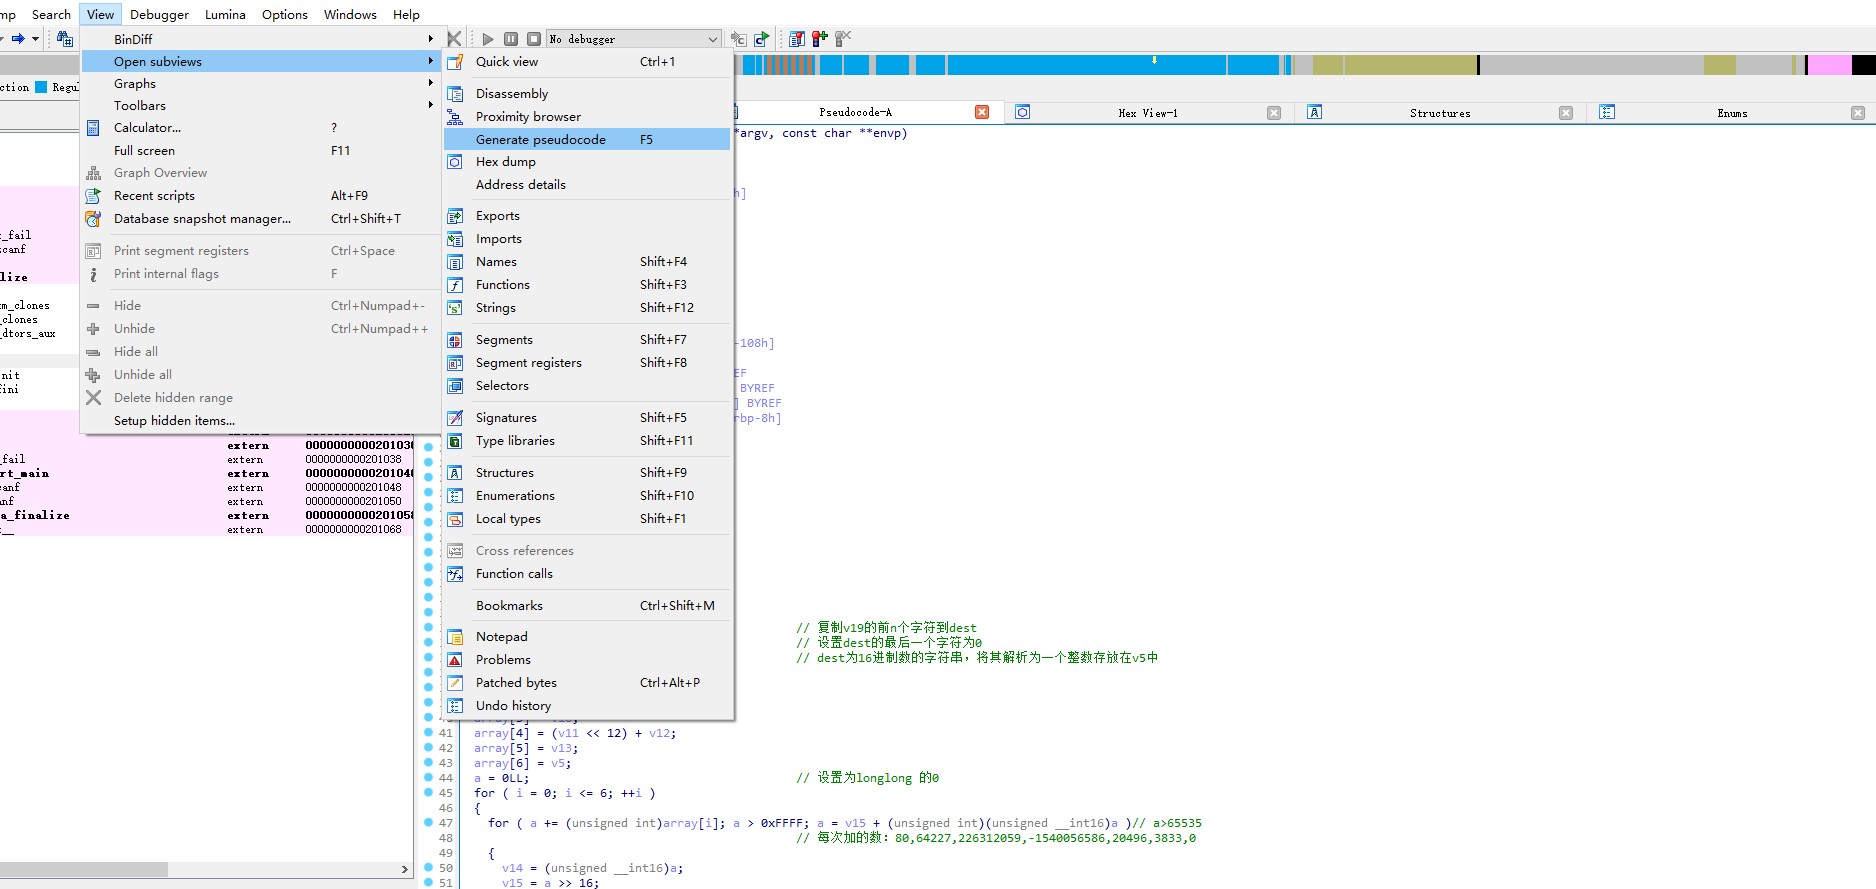 mp Search View Debugger Lumina Options Windows Help
No debugger
BinDiff
Open subviews
Graphs
Toolbars
Calculator... ?
Full screen F11
Graph Overview
Recent scripts Alt+F9
Database snapshot manager... Ctrl+Shift+T
Print segment registers Ctrl+Space
Print internal flags F
Hide Ctrl+Numpad+-
Unhide Ctrl+Numpad++
Hide all
Unhide all
Delete hidden range
Setup hidden items...
Quick view Ctrl+1
Disassembly
Proximity browser
Generate pseudocode F5
Hex dump
Address details
Exports
Imports
Names Shift+F4
Functions Shift+F3
Strings Shift+F12
Segments Shift+F7
Segment registers Shift+F8
Selectors
Signatures Shift+F5
Type libraries Shift+F11
Structures Shift+F9
Enumerations Shift+F10
Local types Shift+F1
Cross references
Function calls
Bookmarks Ctrl+Shift+M
Notepad
Problems
Patched bytes Ctrl+Alt+P
Undo history
ction Regul
_fail
canf
lize
m_clones
_clones
_dtors_aux
nit
ini
extern 0000000000201030
_fail extern 0000000000201038
rt_main extern 0000000000201040
anf extern 0000000000201048
nf extern 0000000000201050
a_finalize extern 0000000000201058
t__ extern 0000000000201068
Pseudocode-A Hex View-1 Structures Enums
**argv, const char **envp)
h]
-108h]
EF
BYREF
] BYREF
rbp-8h]
// 复制v19的前n个字符到dest
// 设置dest的最后一个字符为0
// dest为16进制数的字符串，将其解析为一个整数存放在v5中
41 array[4] = (v11 << 12) + v12;
42 array[5] = v13;
43 array[6] = v5;
44 a = 0LL; // 设置为longlong 的0
45 for ( i = 0; i <= 6; ++i )
46 {
47 for ( a += (unsigned int)array[i]; a > 0xFFFF; a = v15 + (unsigned int)(unsigned __int16)a )// a>65535
48 // 每次加的数：80,64227,226312059,-1540056586,20496,3833,0
49 {
50 v14 = (unsigned __int16)a;
51 v15 = a >> 16;